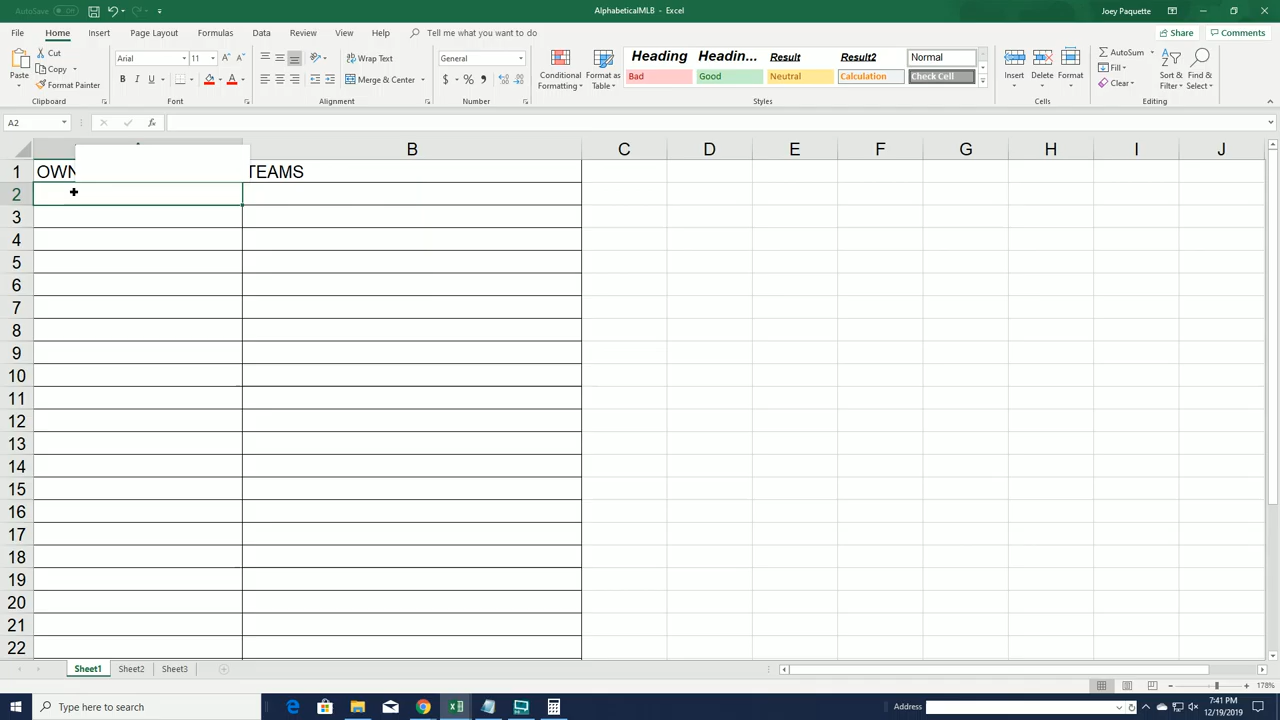 AutoSave Off AlphabeticalMLB - Excel Joey Paquette
File Home Insert Page Layout Formulas Data Review View Help Tell me what you want to do Share Comments
Paste Cut Copy Format Painter Clipboard
Arial 11 A A B I U A Font
Wrap Text Merge & Center Alignment
General $ % , Number
Conditional Formatting Format as Table
Heading Headin... Result Result2 Normal
Bad Good Neutral Calculation Check Cell
Styles
Insert Delete Format Cells
AutoSum Fill Clear Sort & Filter Find & Select Editing
A2 fx
A B C D E F G H I J
1 OWN TEAMS
2
3
4
5
6
7
8
9
10
11
12
13
14
15
16
17
18
19
20
21
22
Sheet1 Sheet2 Sheet3
178%
Type here to search Address 7:41 PM
12/19/2019